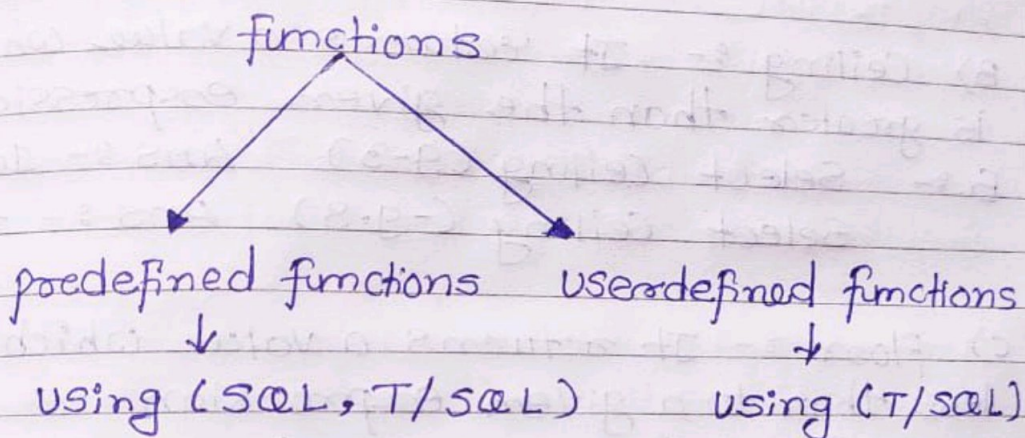 functions
predefined functions userdefined functions
↓ ↓
using (SQL, T/SQL) using (T/SQL)